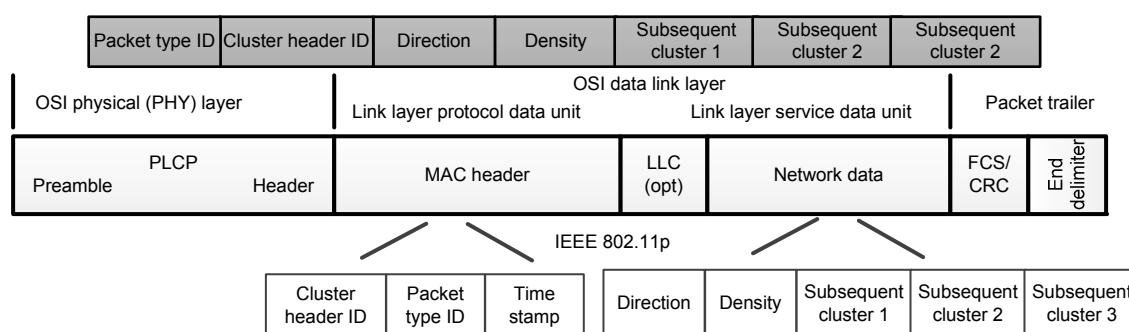 Packet type ID Cluster header ID Direction Density Subsequent cluster 1 Subsequent cluster 2 Subsequent cluster 2
OSI data link layer
OSI physical (PHY) layer
Link layer protocol data unit Link layer service data unit
Packet trailer
PLCP
Preamble Header
MAC header
LLC
(opt)
Network data
FCS/
CRC
End
delimiter
IEEE 802.11p
Cluster
header ID
Packet
type ID
Time
stamp
Direction
Density
Subsequent
cluster 1
Subsequent
cluster 2
Subsequent
cluster 3